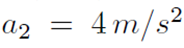 a₂ = 4 m/s²